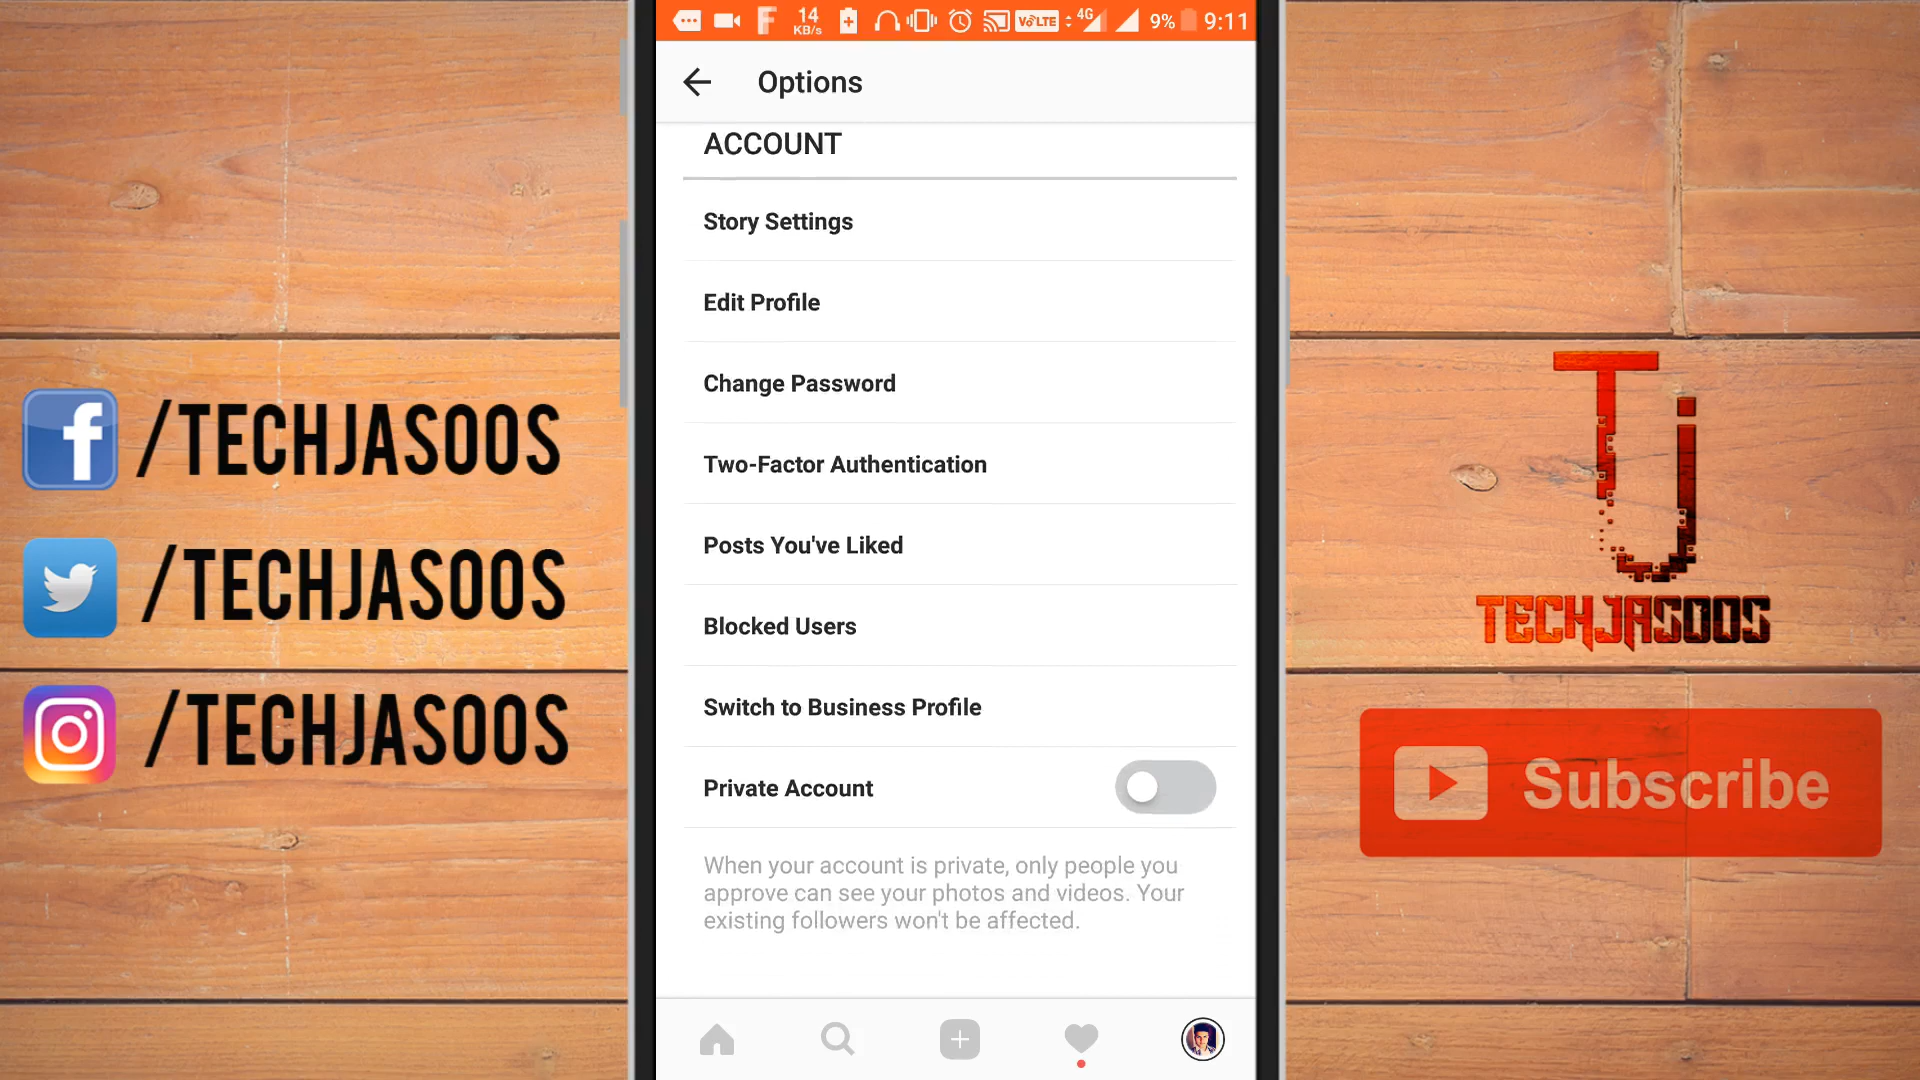 14
KB/s
VoLTE
4G
9%
9:11
Options
ACCOUNT
Story Settings
Edit Profile
Change Password
Two-Factor Authentication
Posts You've Liked
Blocked Users
Switch to Business Profile
Private Account
When your account is private, only people you
approve can see your photos and videos. Your
existing followers won't be affected.
f /TECHJASOOS
/TECHJASOOS
/TECHJASOOS
Tj
TECHJASOOS
Subscribe